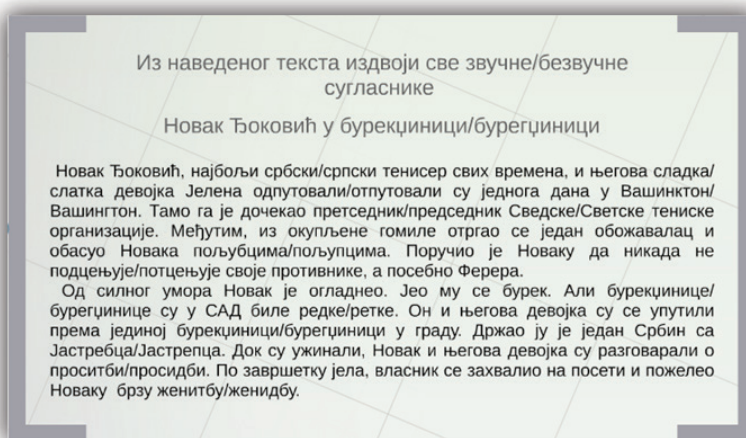 Из наведеног текста издвоји све звучне/безвучне
сугласнике
Новак Ђоковић у бурекџиници/бурегџиници
Новак Ђоковић, најбољи србски/српски тенисер свих времена, и његова сладка/
слатка девојка Јелена одпутовали/отпутовали су једнога дана у Вашинктон/
Вашингтон. Тамо га је дочекао претседник/председник Сведске/Светске тениске
организације. Међутим, из окупљене гомиле отргао се један обожавалац и
обасуо Новака пољубцима/пољупцима. Поручио је Новаку да никада не
подцењује/потцењује своје противнике, а посебно Ферера.
Од силног умора Новак је огладнео. Јео му се бурек. Али бурекџинице/
бурегџинице су у САД биле редке/ретке. Он и његова девојка су се упутили
према јединој бурекџиници/бурегџиници у граду. Држао ју је један Србин са
Јастребца/Јастрепца. Док су ужинали, Новак и његова девојка су разговарали о
проситби/просидби. По завршетку јела, власник се захвалио на посети и пожелео
Новаку брзу женитбу/женидбу.